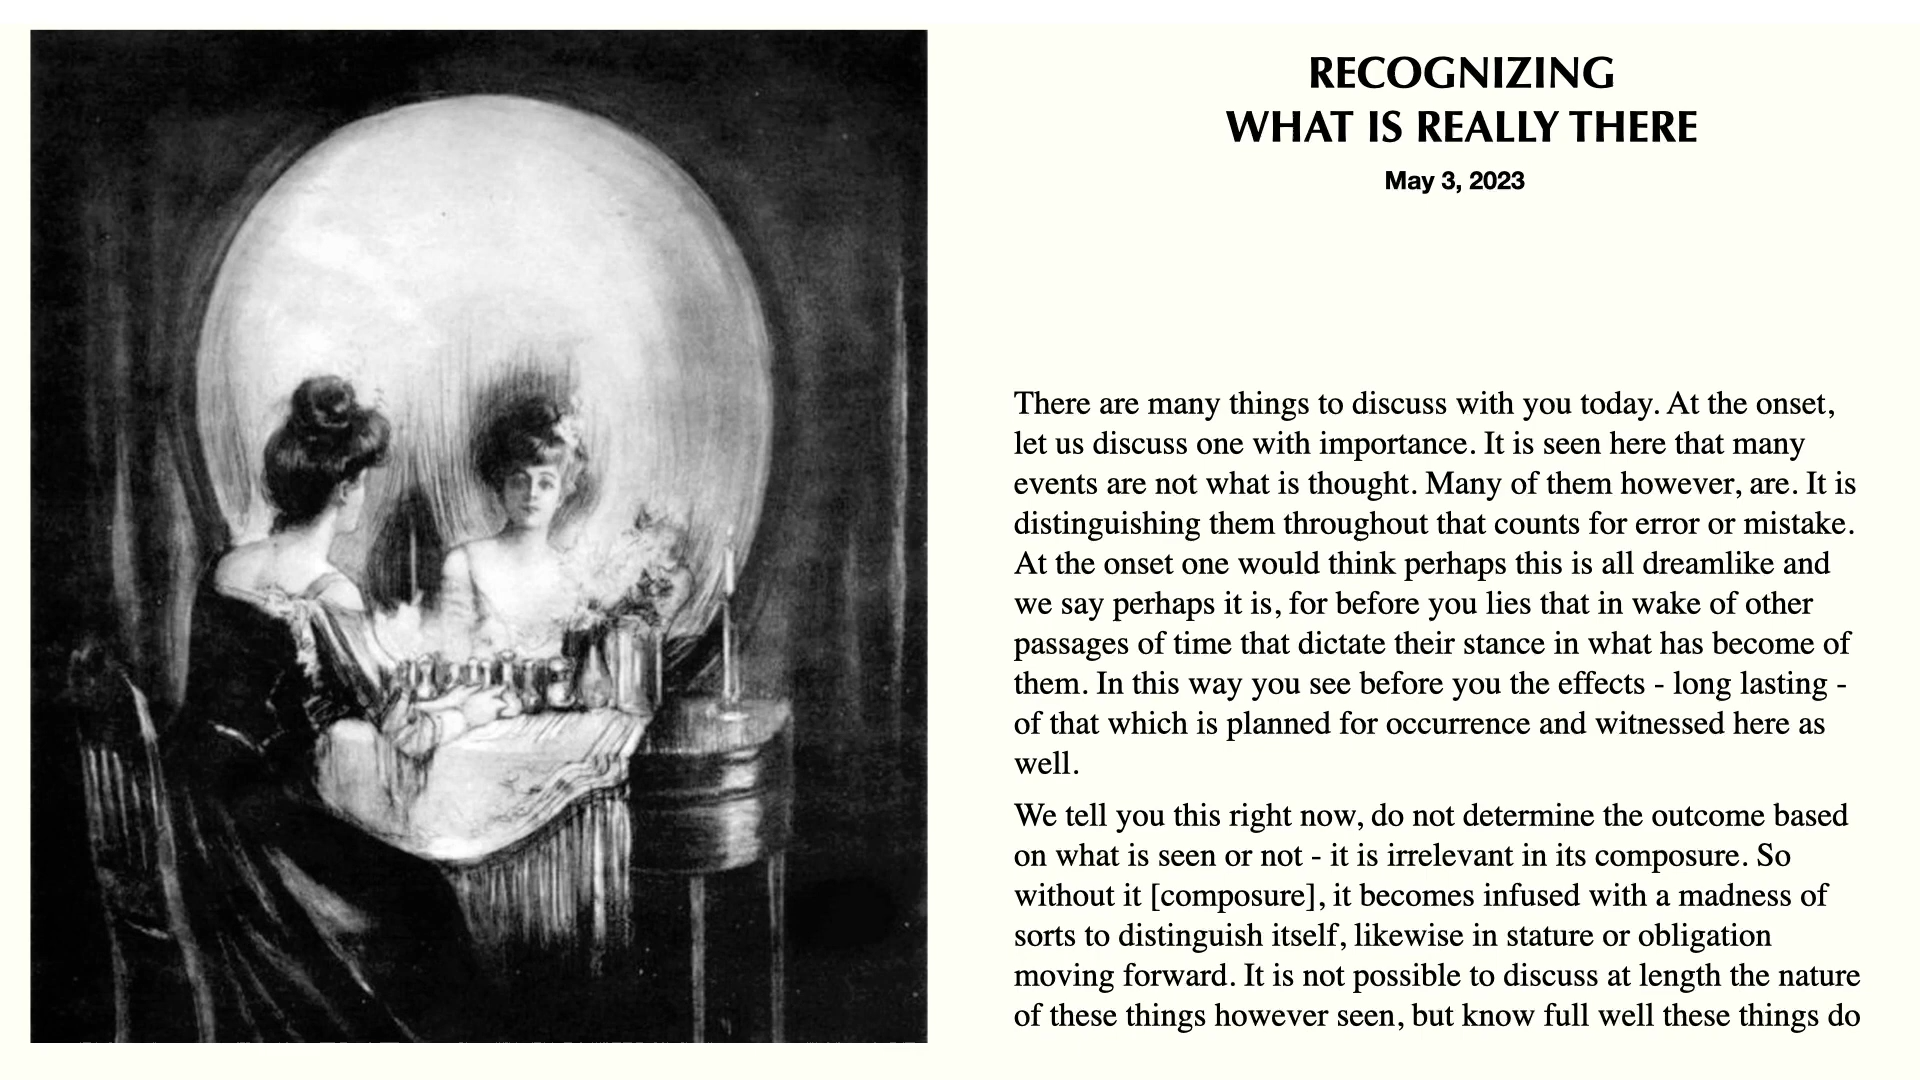 RECOGNIZING
WHAT IS REALLY THERE
May 3, 2023
There are many things to discuss with you today. At the onset,
let us discuss one with importance. It is seen here that many
events are not what is thought. Many of them however, are. It is
distinguishing them throughout that counts for error or mistake.
At the onset one would think perhaps this is all dreamlike and
we say perhaps it is, for before you lies that in wake of other
passages of time that dictate their stance in what has become of
them. In this way you see before you the effects - long lasting -
of that which is planned for occurrence and witnessed here as
well.
We tell you this right now, do not determine the outcome based
on what is seen or not - it is irrelevant in its composure. So
without it [composure], it becomes infused with a madness of
sorts to distinguish itself, likewise in stature or obligation
moving forward. It is not possible to discuss at length the nature
of these things however seen, but know full well these things do